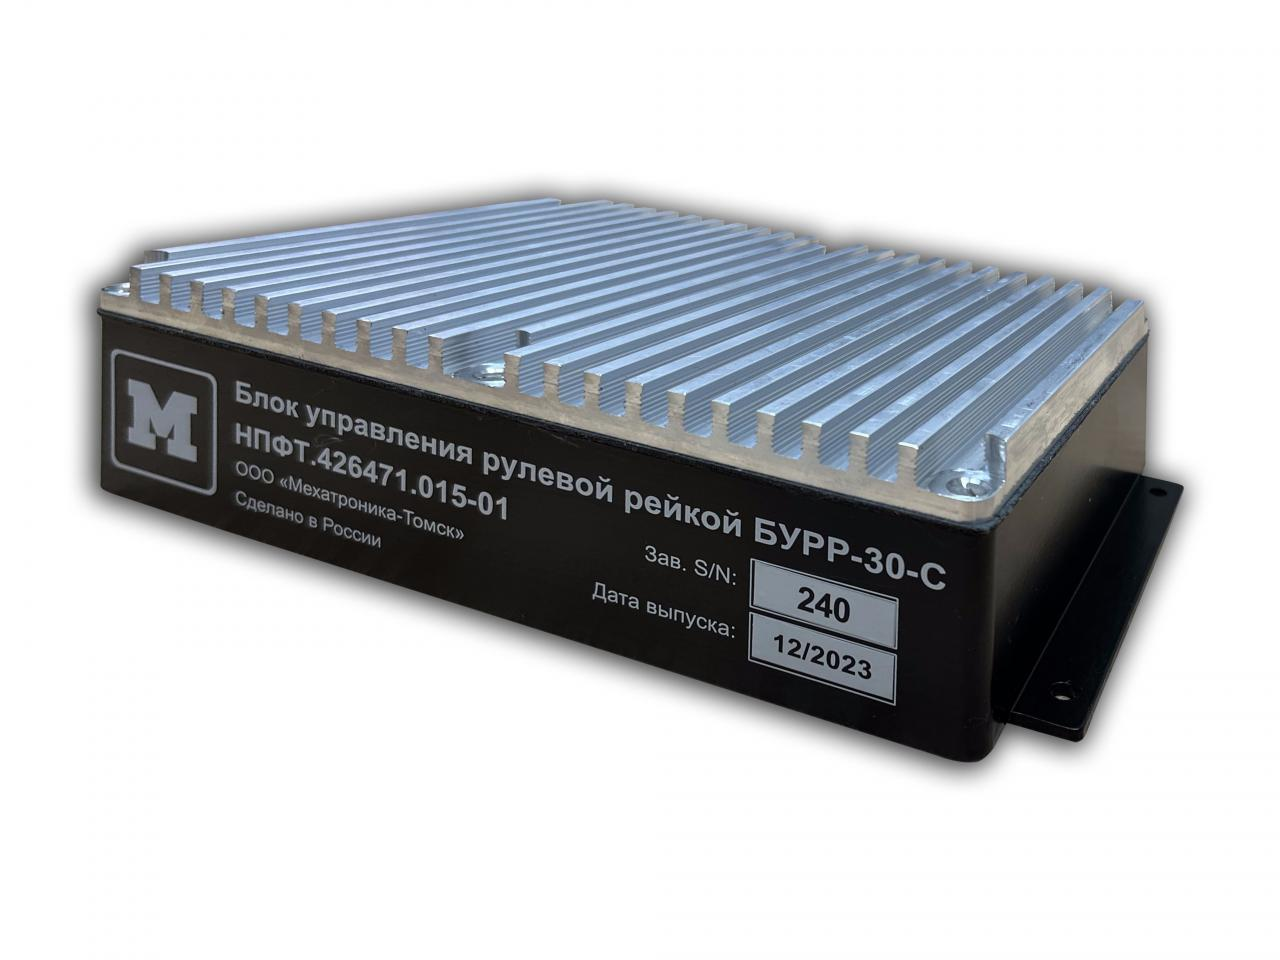 М
Блок управления рулевой рейкой БУРР-30-С
НПФТ.426471.015-01
ООО «Мехатроника-Томск»
Сделано в России
Зав. S/N: 240
Дата выпуска: 12/2023